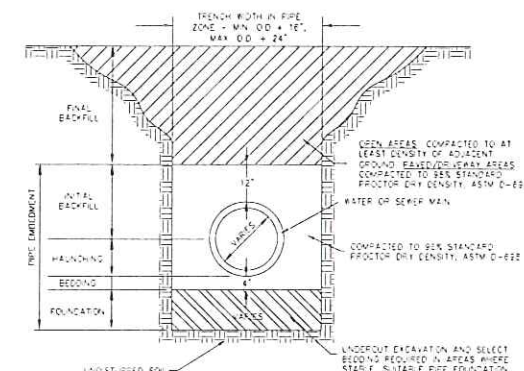 TRENCH WIDTH IN PIPE
ZONE - MIN. O.D. + 16",
MAX. O.D. + 24"
FINAL
BACKFILL
OPEN AREAS COMPACTED TO AT
LEAST DENSITY OF ADJACENT
GROUND. PAVED/DRIVEWAY AREAS
COMPACTED TO 95% STANDARD
PROCTOR DRY DENSITY, ASTM D-698
12"
WATER OR SEWER MAIN
INITIAL
BACKFILL
PIPE EMBEDMENT
VARIES
COMPACTED TO 95% STANDARD
PROCTOR DRY DENSITY, ASTM D-698
HAUNCHING
BEDDING
FOUNDATION
VARIES
UNDERCUT EXCAVATION AND SELECT
BEDDING REQUIRED IN AREAS WHERE
STABLE, SUITABLE PIPE FOUNDATION
UNDISTURBED SOIL